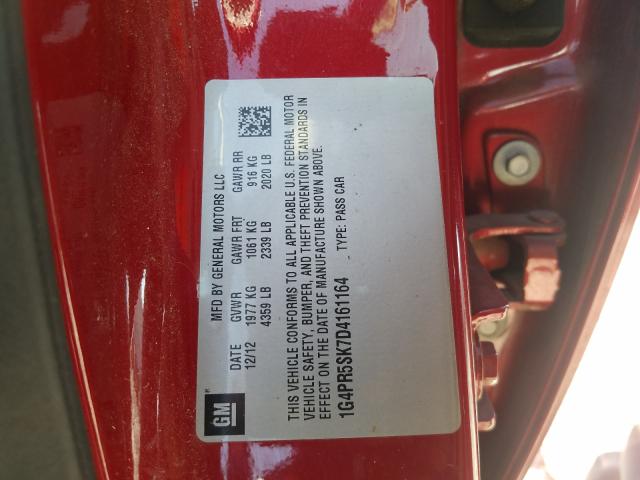 GM
MFD BY GENERAL MOTORS LLC
DATE GVWR GAWR FRT GAWR RR
12/12 1977 KG 1061 KG 916 KG
4359 LB 2339 LB 2020 LB
THIS VEHICLE CONFORMS TO ALL APPLICABLE U.S. FEDERAL MOTOR
VEHICLE SAFETY, BUMPER, AND THEFT PREVENTION STANDARDS IN
EFFECT ON THE DATE OF MANUFACTURE SHOWN ABOVE.
1G4PR5SK7D4161164 TYPE: PASS CAR